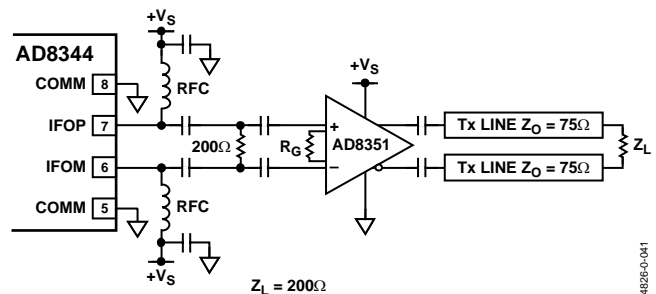 +VS
AD8344
COMM 8
RFC
+VS
IFOP 7
+
Tx LINE ZO = 75Ω
200Ω
RG
AD8351
ZL
IFOM 6
–
Tx LINE ZO = 75Ω
COMM 5
RFC
+VS
ZL = 200Ω
4826-0-041